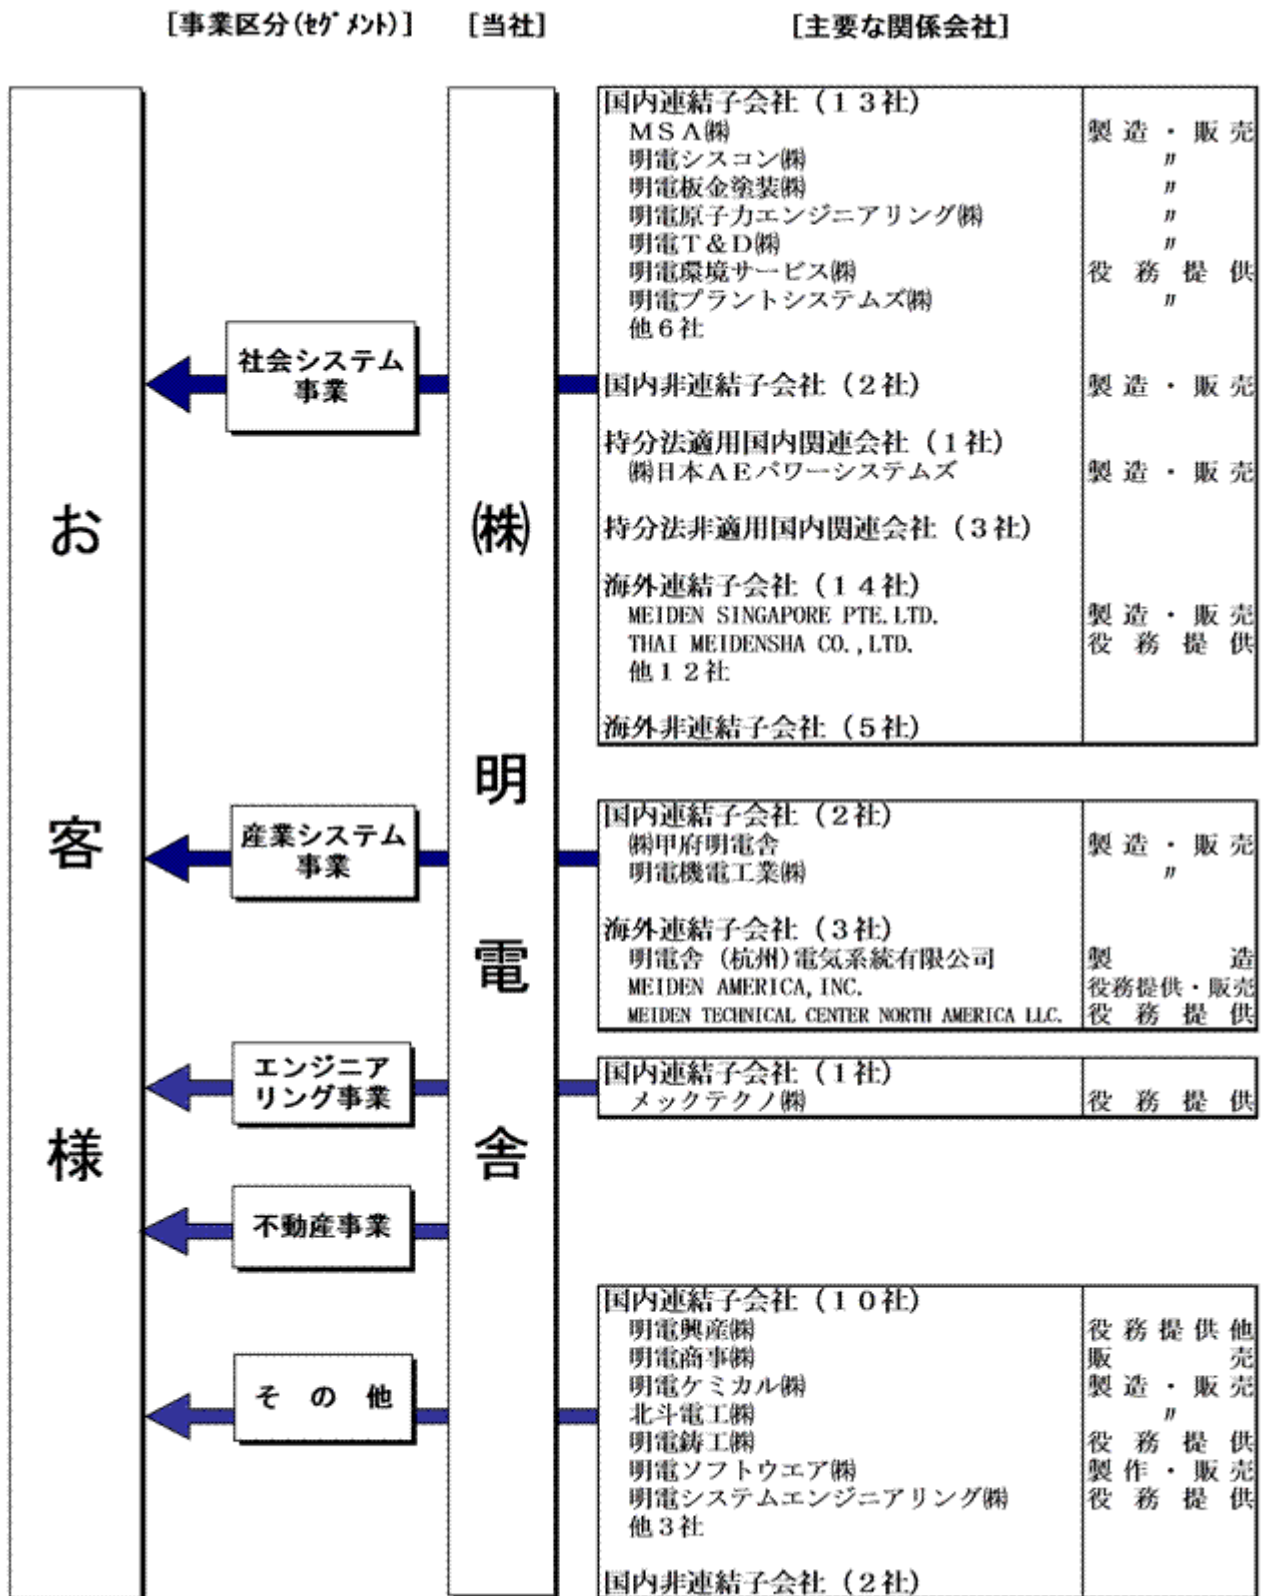 [事業区分(ｾｸﾞﾒﾝﾄ)] [当社] [主要な関係会社]
お客様
㈱明電舎
社会システム
事業
国内連結子会社（１３社）
ＭＳＡ㈱ 製造・販売
明電シスコン㈱ 〃
明電板金塗装㈱ 〃
明電原子力エンジニアリング㈱ 〃
明電Ｔ＆Ｄ㈱ 〃
明電環境サービス㈱ 役務提供
明電プラントシステムズ㈱ 〃
他６社
国内非連結子会社（２社） 製造・販売
持分法適用国内関連会社（１社）
㈱日本ＡＥパワーシステムズ 製造・販売
持分法非適用国内関連会社（３社）
海外連結子会社（１４社）
MEIDEN SINGAPORE PTE.LTD. 製造・販売
THAI MEIDENSHA CO.,LTD. 役務提供
他１２社
海外非連結子会社（５社）
産業システム
事業
国内連結子会社（２社）
㈱甲府明電舎 製造・販売
明電機電工業㈱ 〃
海外連結子会社（３社）
明電舎（杭州）電気系統有限公司 製造
MEIDEN AMERICA,INC. 役務提供・販売
MEIDEN TECHNICAL CENTER NORTH AMERICA LLC. 役務提供
エンジニア
リング事業
国内連結子会社（１社）
メックテクノ㈱ 役務提供
不動産事業
その他
国内連結子会社（１０社）
明電興産㈱ 役務提供他
明電商事㈱ 販売
明電ケミカル㈱ 製造・販売
北斗電工㈱ 〃
明電鋳工㈱ 役務提供
明電ソフトウエア㈱ 製作・販売
明電システムエンジニアリング㈱ 役務提供
他３社
国内非連結子会社（２社）